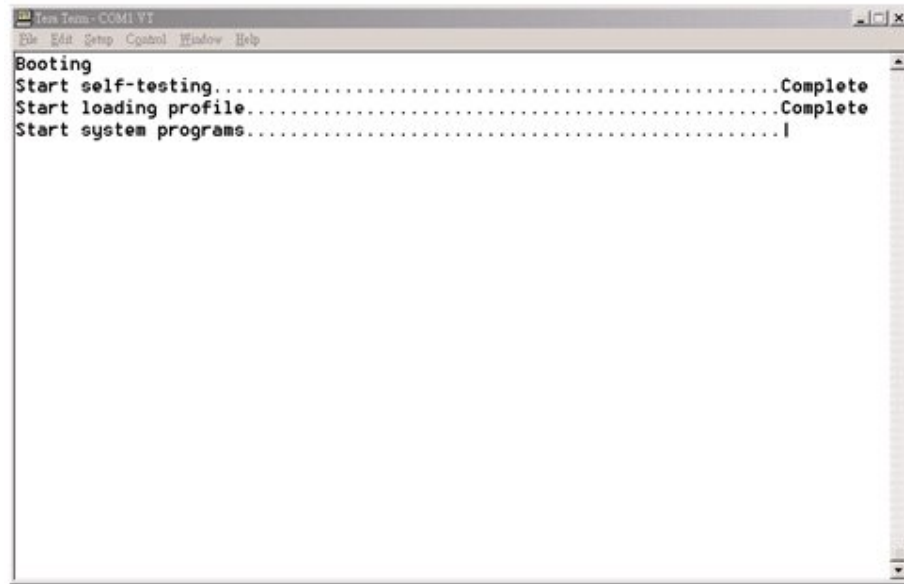 Tera Term - COM1 VT
File Edit Setup Control Window Help
Booting
Start self-testing....................................................Complete
Start loading profile.................................................Complete
Start system programs.................................................|